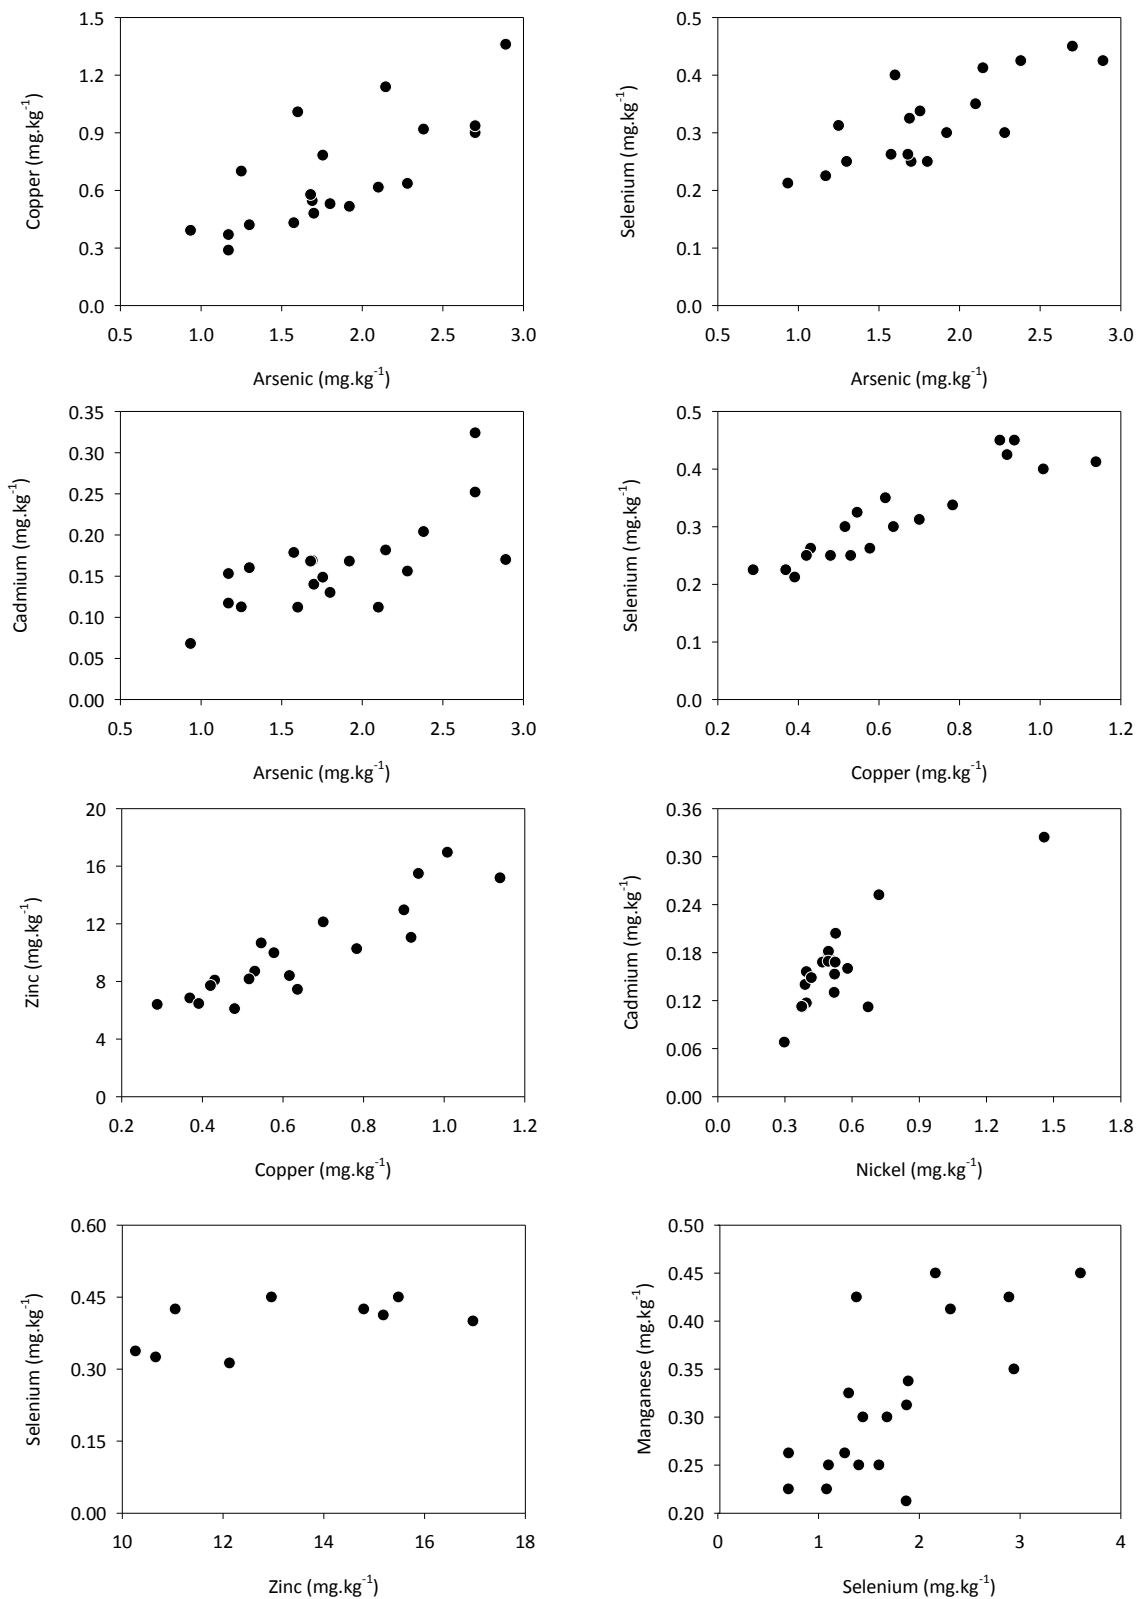 1.5
1.2
0.9
0.6
0.3
0.0
Copper (mg.kg⁻¹)
0.5 1.0 1.5 2.0 2.5 3.0
Arsenic (mg.kg⁻¹)
0.5
0.4
0.3
0.2
0.1
0.0
Selenium (mg.kg⁻¹)
0.5 1.0 1.5 2.0 2.5 3.0
Arsenic (mg.kg⁻¹)
0.35
0.30
0.25
0.20
0.15
0.10
0.05
0.00
Cadmium (mg.kg⁻¹)
0.5 1.0 1.5 2.0 2.5 3.0
Arsenic (mg.kg⁻¹)
0.5
0.4
0.3
0.2
0.1
0.0
Selenium (mg.kg⁻¹)
0.2 0.4 0.6 0.8 1.0 1.2
Copper (mg.kg⁻¹)
20
16
12
8
4
0
Zinc (mg.kg⁻¹)
0.2 0.4 0.6 0.8 1.0 1.2
Copper (mg.kg⁻¹)
0.36
0.30
0.24
0.18
0.12
0.06
0.00
Cadmium (mg.kg⁻¹)
0.0 0.3 0.6 0.9 1.2 1.5 1.8
Nickel (mg.kg⁻¹)
0.60
0.45
0.30
0.15
0.00
Selenium (mg.kg⁻¹)
10 12 14 16 18
Zinc (mg.kg⁻¹)
0.50
0.45
0.40
0.35
0.30
0.25
0.20
Manganese (mg.kg⁻¹)
0 1 2 3 4
Selenium (mg.kg⁻¹)